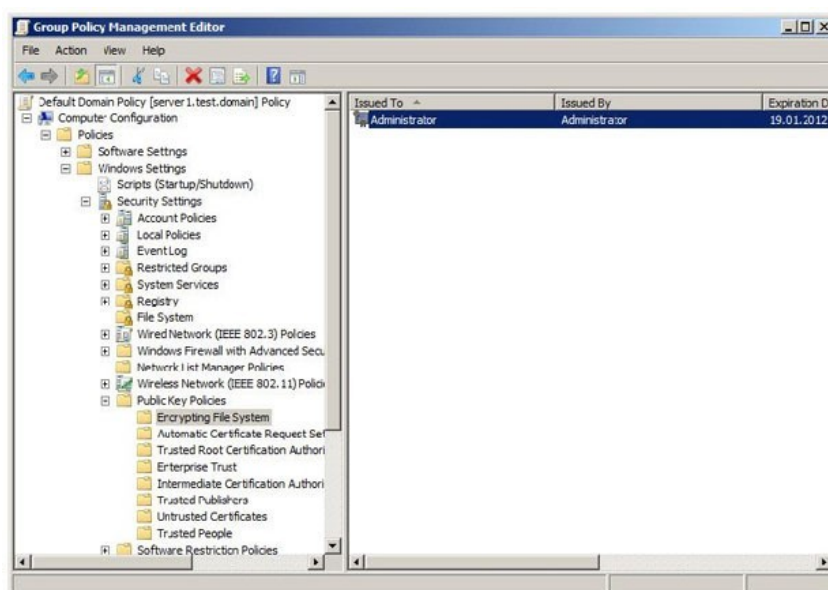 Group Policy Management Editor
File Action View Help
Default Domain Policy [server1.test.domain] Policy
Computer Configuration
Policies
Software Settings
Windows Settings
Scripts (Startup/Shutdown)
Security Settings
Account Policies
Local Policies
Event Log
Restricted Groups
System Services
Registry
File System
Wired Network (IEEE 802.3) Policies
Windows Firewall with Advanced Secu
Network List Manager Policies
Wireless Network (IEEE 802.11) Polici
Public Key Policies
Encrypting File System
Automatic Certificate Request Set
Trusted Root Certification Authori
Enterprise Trust
Intermediate Certification Authori
Trusted Publishers
Untrusted Certificates
Trusted People
Software Restriction Policies
Issued To Issued By Expiration D
Administrator Administrator 19.01.2012